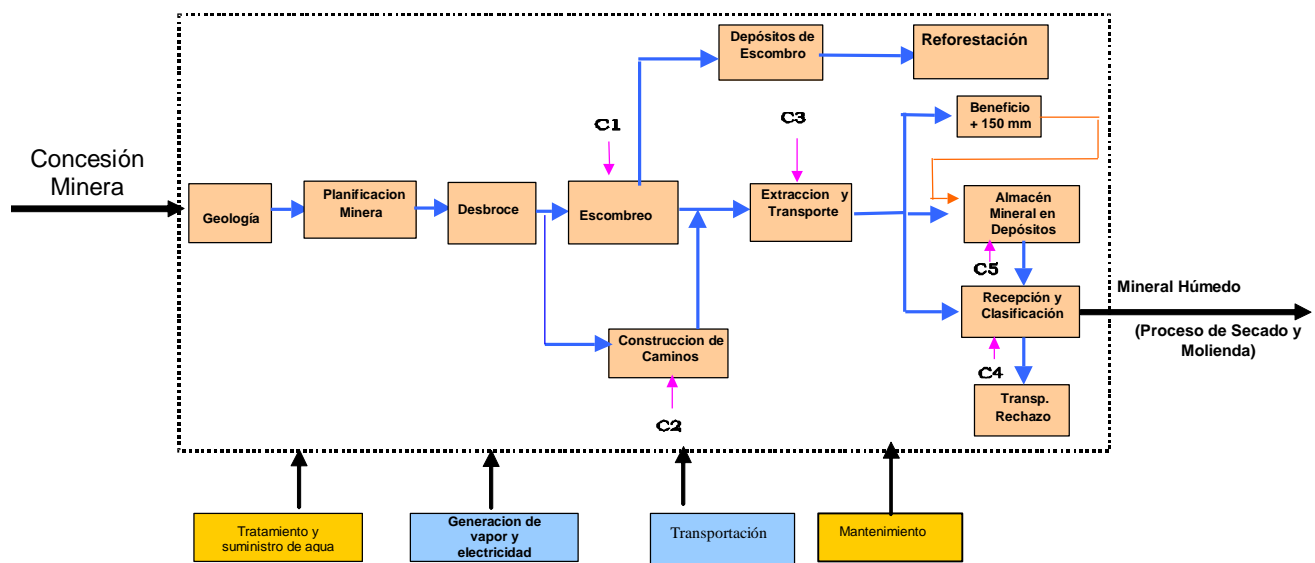 Depósitos de
Escombro
Reforestación
Beneficio
+ 150 mm
C1
C3
Concesión
Minera
Geología
Planificacion
Minera
Desbroce
Escombreo
Extraccion y
Transporte
Almacén
Mineral en
Depósitos
C5
Recepción y
Clasificación
Mineral Húmedo
(Proceso de Secado y
Molienda)
Construccion de
Caminos
C4
C2
Transp.
Rechazo
Tratamiento y
suministro de agua
Generacion de
vapor y
electricidad
Transportación
Mantenimiento